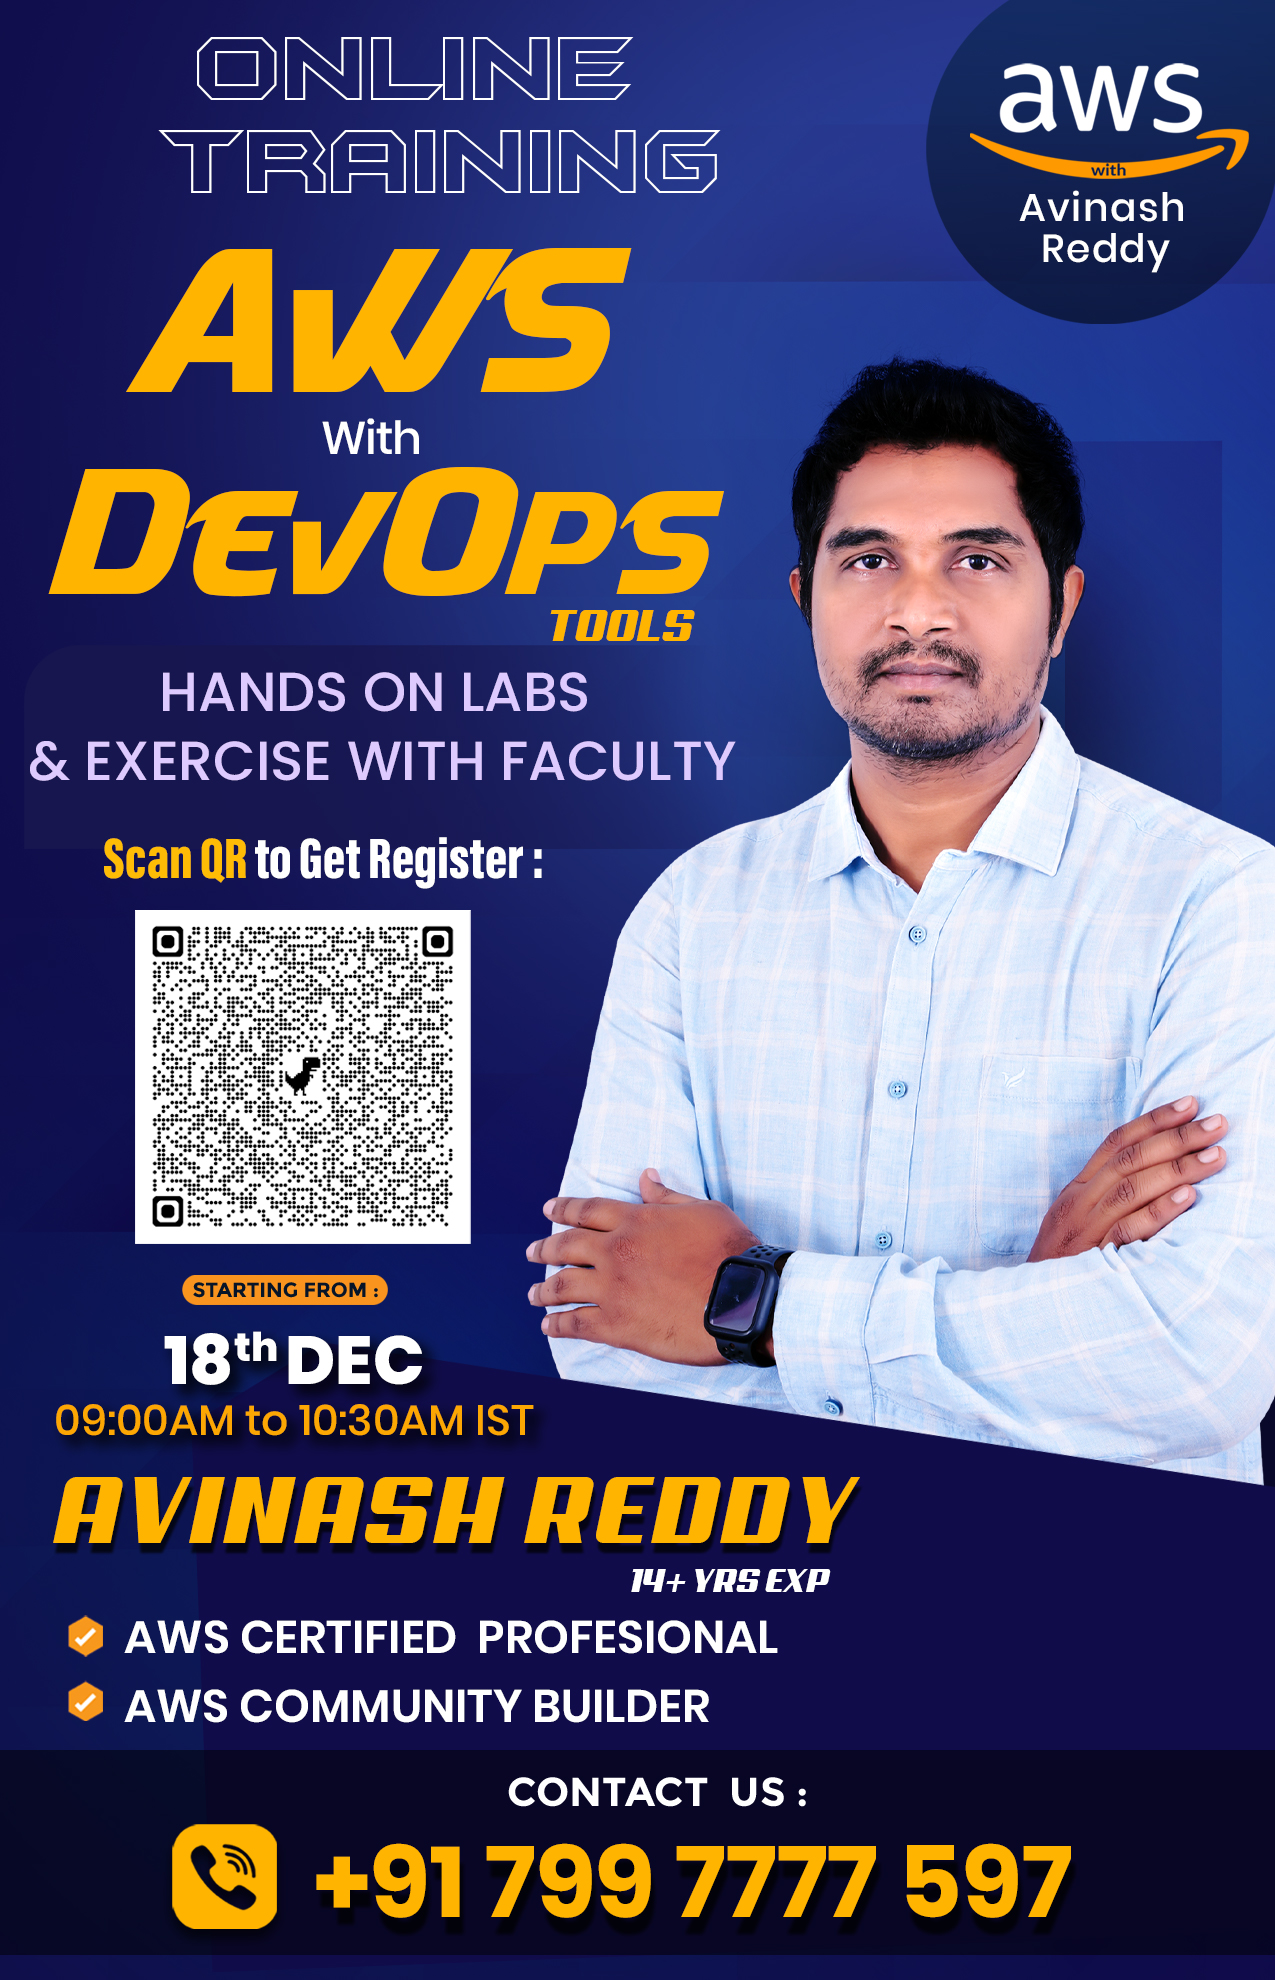 ONLINE
TRAINING
aws
with
Avinash
Reddy
AWS
With
DEVOPS
TOOLS
HANDS ON LABS
& EXERCISE WITH FACULTY
Scan QR to Get Register :
STARTING FROM :
18th DEC
09:00AM to 10:30AM IST
AVINASH REDDY
14+ YRS EXP
AWS CERTIFIED PROFESIONAL
AWS COMMUNITY BUILDER
CONTACT US :
+91 799 7777 597